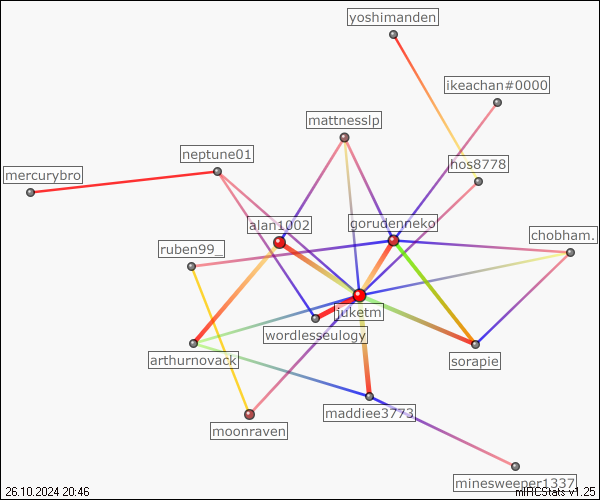 yoshimanden
ikeachan#0000
mattnesslp
neptune01
hos8778
mercurybro
alan1002
gorudenneko
chobham.
ruben99_
juketm
wordlesseulogy
arthurnovack
sorapie
maddiee3773
moonraven
minesweeper1337
26.10.2024 20:46
mIRCStats v1.25